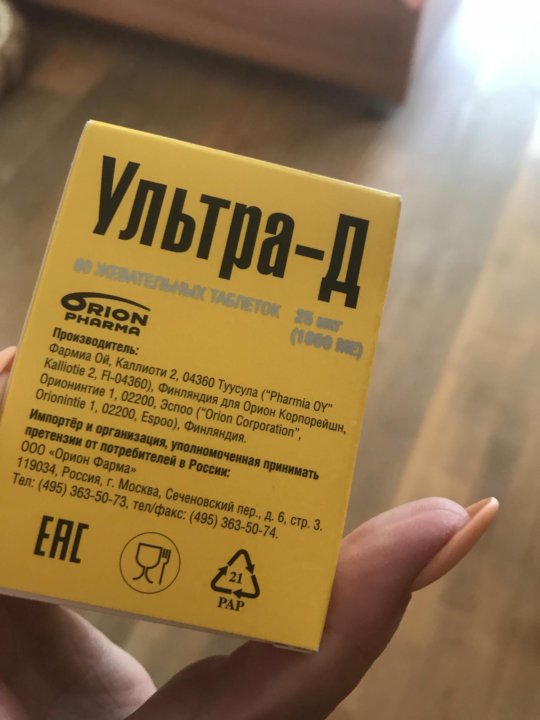 Ультра-Д
60 ЖЕВАТЕЛЬНЫХ ТАБЛЕТОК 25 мкг
(1000 МЕ)
ORION
PHARMA
Производитель:
Фармиа Ой, Каллиоти 2, 04360 Туусула ("Pharmia OY"
Kalliotie 2, FI-04360), Финляндия для Орион Корпорейшн,
Орионинтие 1, 02200, Эспоо ("Orion Corporation",
Orionintie 1, 02200, Espoo), Финляндия.
Импортёр и организация, уполномоченная принимать
претензии от потребителей в России:
ООО «Орион Фарма»
119034, Россия, г. Москва, Сеченовский пер., д. 6, стр. 3.
Тел: (495) 363-50-73, тел/факс: (495) 363-50-74.
EAC
21
PAP